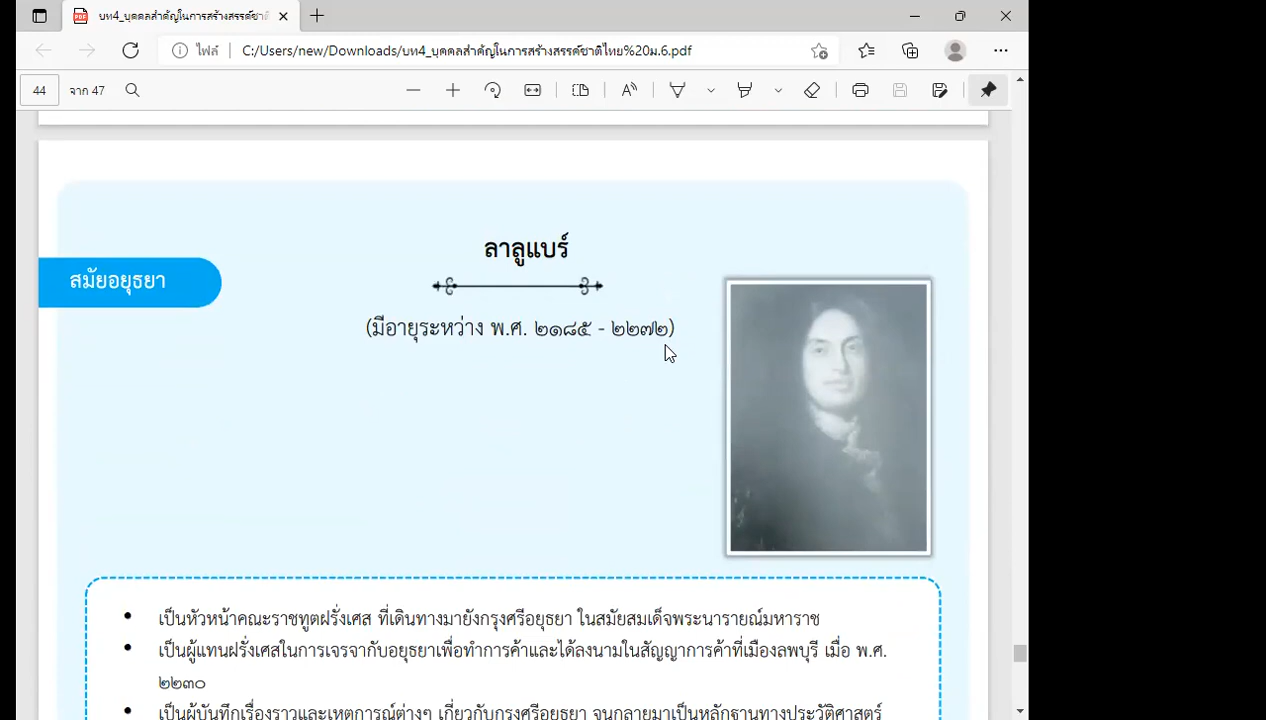 บท4_บุคคลสำคัญในการสร้างสรรค์ชาติ
ไฟล์ C:/Users/new/Downloads/บท4_บุคคลสำคัญในการสร้างสรรค์ชาติไทย%20ม.6.pdf
44 จาก 47
ลาลูแบร์
สมัยอยุธยา
(มีอายุระหว่าง พ.ศ. ๒๑๘๕ - ๒๒๗๒)
• เป็นหัวหน้าคณะราชทูตฝรั่งเศส ที่เดินทางมายังกรุงศรีอยุธยา ในสมัยสมเด็จพระนารายณ์มหาราช
• เป็นผู้แทนฝรั่งเศสในการเจรจากับอยุธยาเพื่อทำการค้าและได้ลงนามในสัญญาการค้าที่เมืองลพบุรี เมื่อ พ.ศ.
๒๒๓๐
• เป็นผู้บันทึกเรื่องราวและเหตุการณ์ต่างๆ เกี่ยวกับกรุงศรีอยุธยา จนกลายมาเป็นหลักฐานทางประวัติศาสตร์